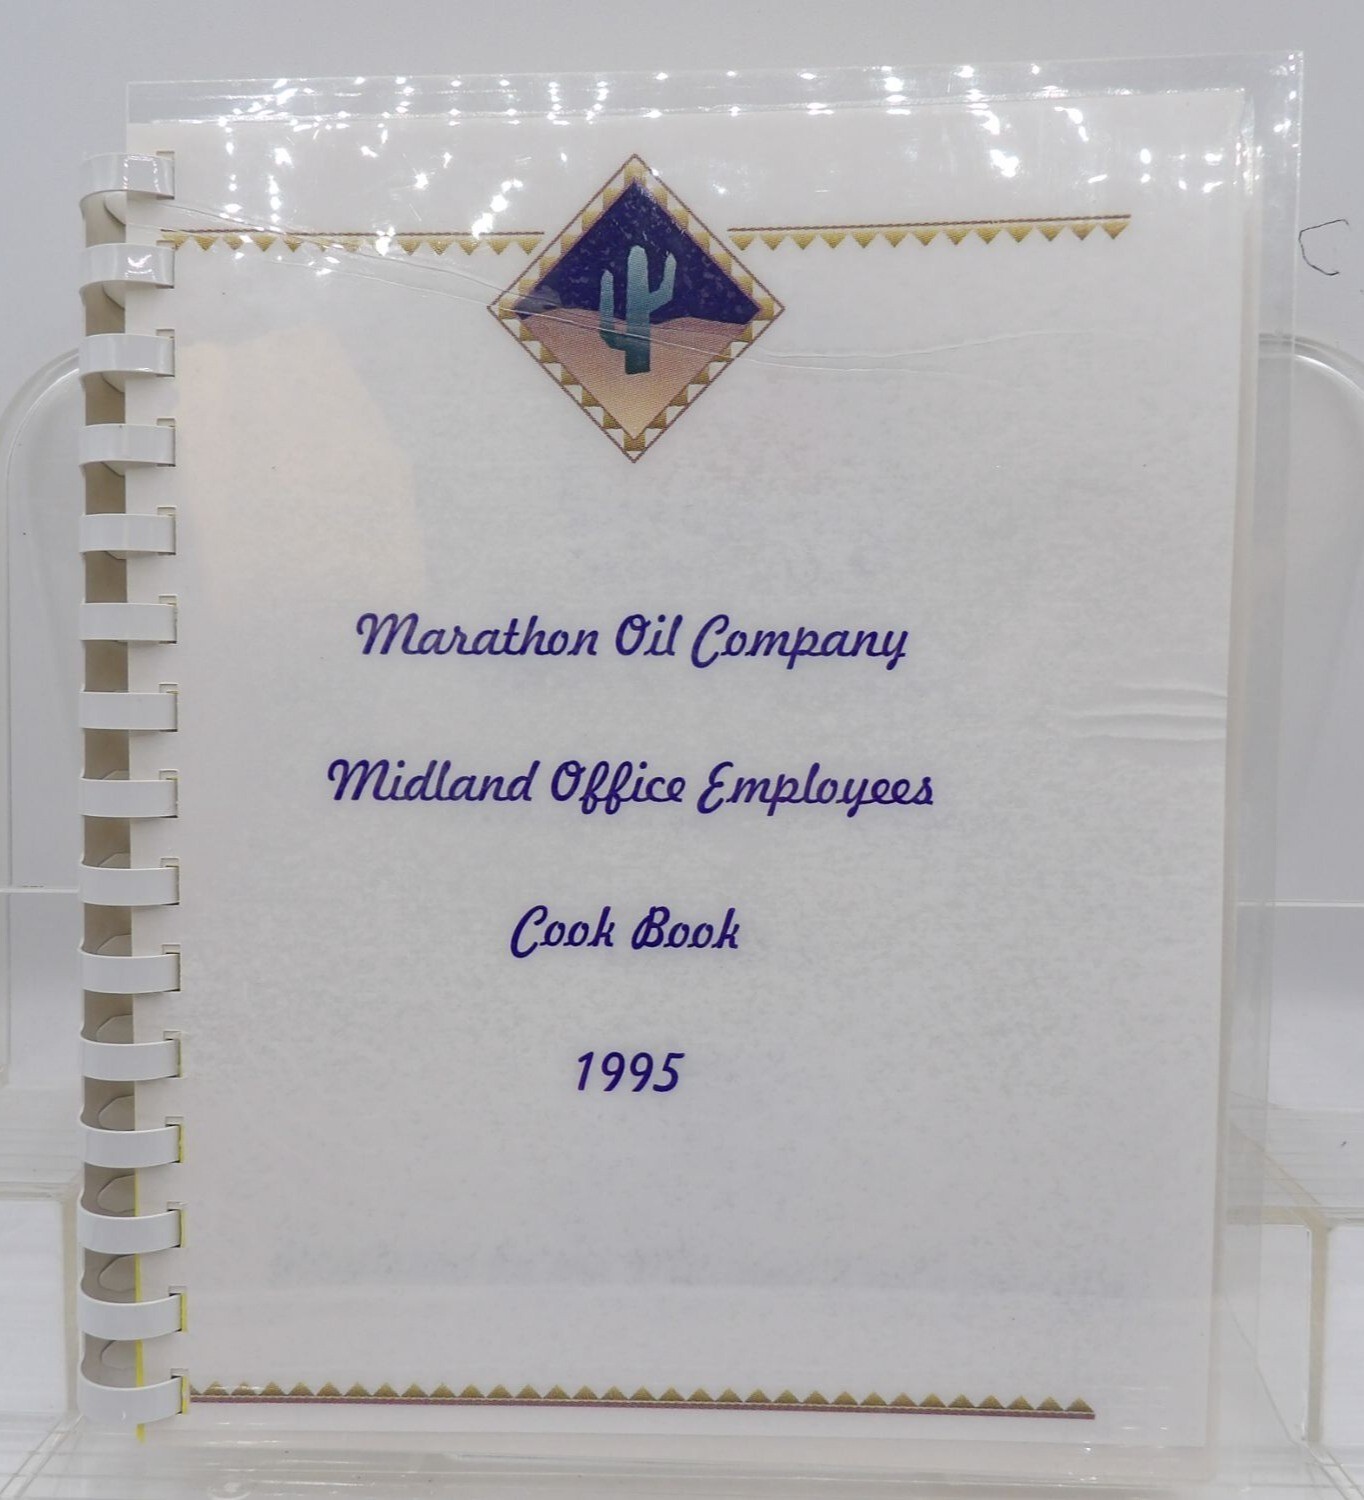 Marathon Oil Company
Midland Office Employees
Cook Book
1995